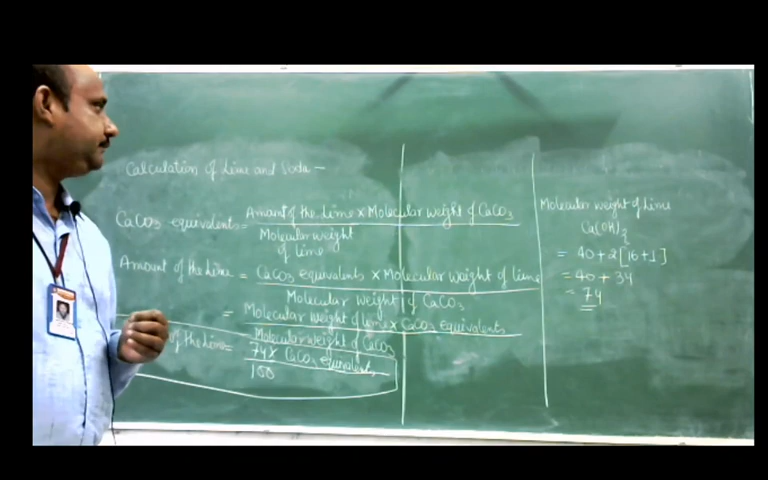 Calculation of Lime and Soda –
CaCO3 equivalents = Amount of the Lime × Molecular weight of CaCO3
Molecular weight
of lime
Amount of the Lime = CaCO3 equivalents × Molecular weight of lime
Molecular weight of CaCO3
= Molecular weight of lime × CaCO3 equivalents
Molecular weight of CaCO3
of the Lime = 74 × CaCO3 equivalents
100
Molecular weight of Lime
Ca(OH)2
= 40 + 2[16+1]
= 40 + 34
= 74